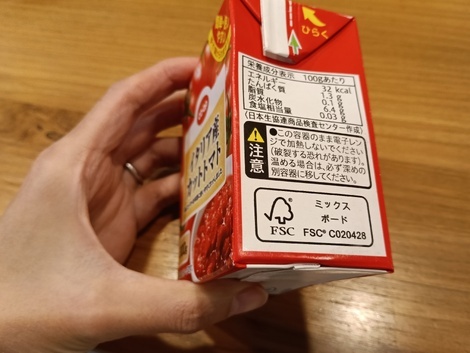 ひらく
栄養成分表示 100gあたり
エネルギー 32 kcal
たんぱく質 1.3 g
脂質 0.1 g
炭水化物 6.4 g
食塩相当量 0.03 g
(日本生協連商品検査センター作成)
注意
●この容器のまま電子レン
ジで加熱しないでください
(破裂する恐れがあります)。
温める場合は、必ず深めの
別容器に移してください。
FSC
ミックス
ボード
FSC® C020428
イタリア産
カットトマト